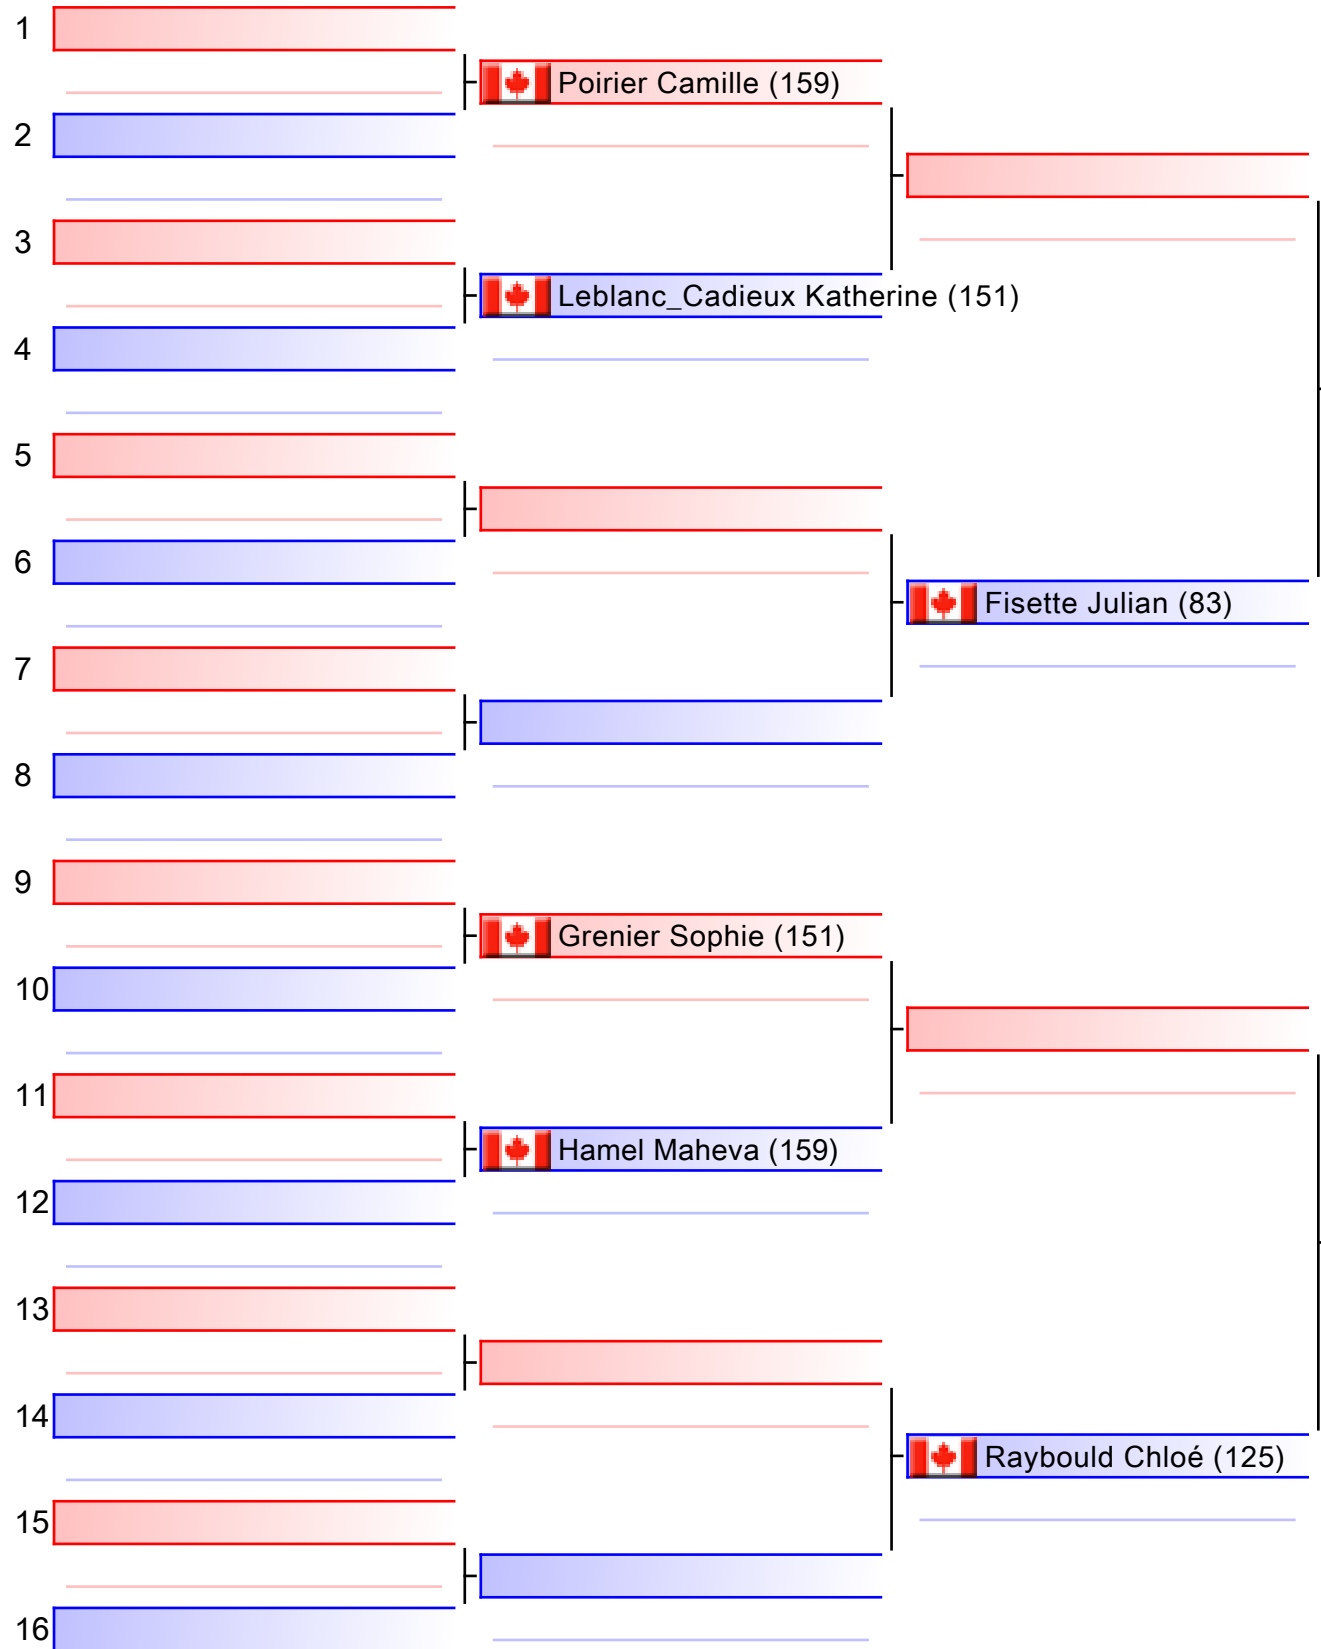 1
Poirier Camille (159)
2
3
Leblanc_Cadieux Katherine (151)
4
5
6
Fisette Julian (83)
7
8
9
Grenier Sophie (151)
10
11
Hamel Maheva (159)
12
13
14
Raybould Chloé (125)
15
16